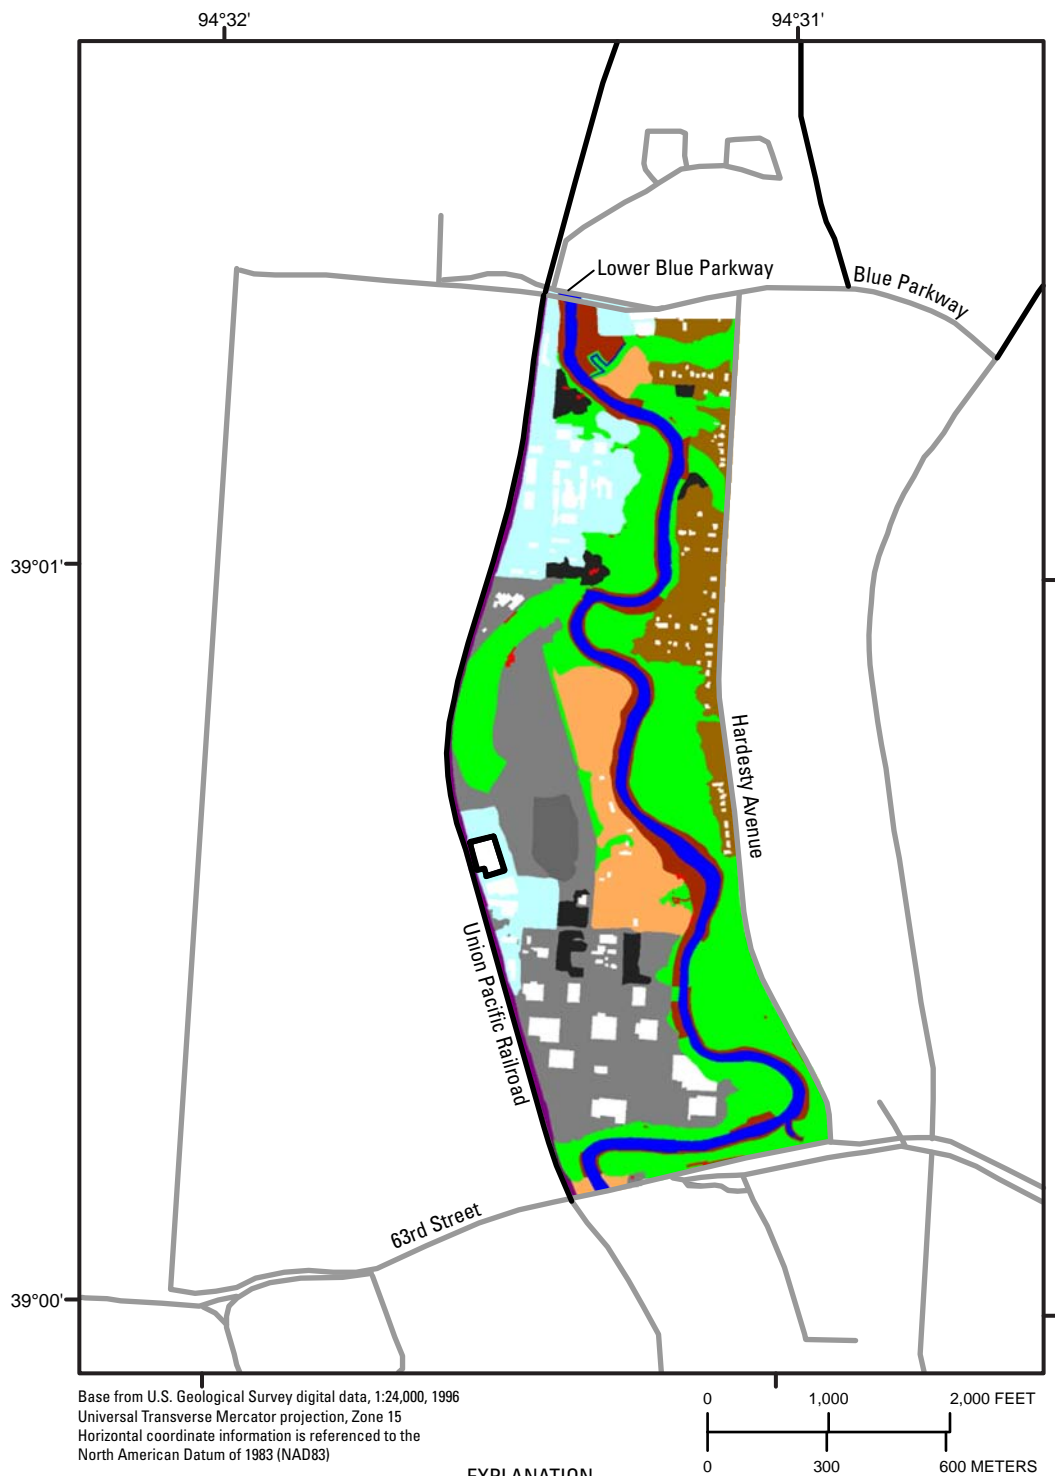 94°32'
94°31'
Lower Blue Parkway
Blue Parkway
39°01'
Hardesty Avenue
Union Pacific Railroad
63rd Street
39°00'
Base from U.S. Geological Survey digital data, 1:24,000, 1996
Universal Transverse Mercator projection, Zone 15
Horizontal coordinate information is referenced to the
North American Datum of 1983 (NAD83)
0 1,000 2,000 FEET
0 300 600 METERS
EXPLANATION